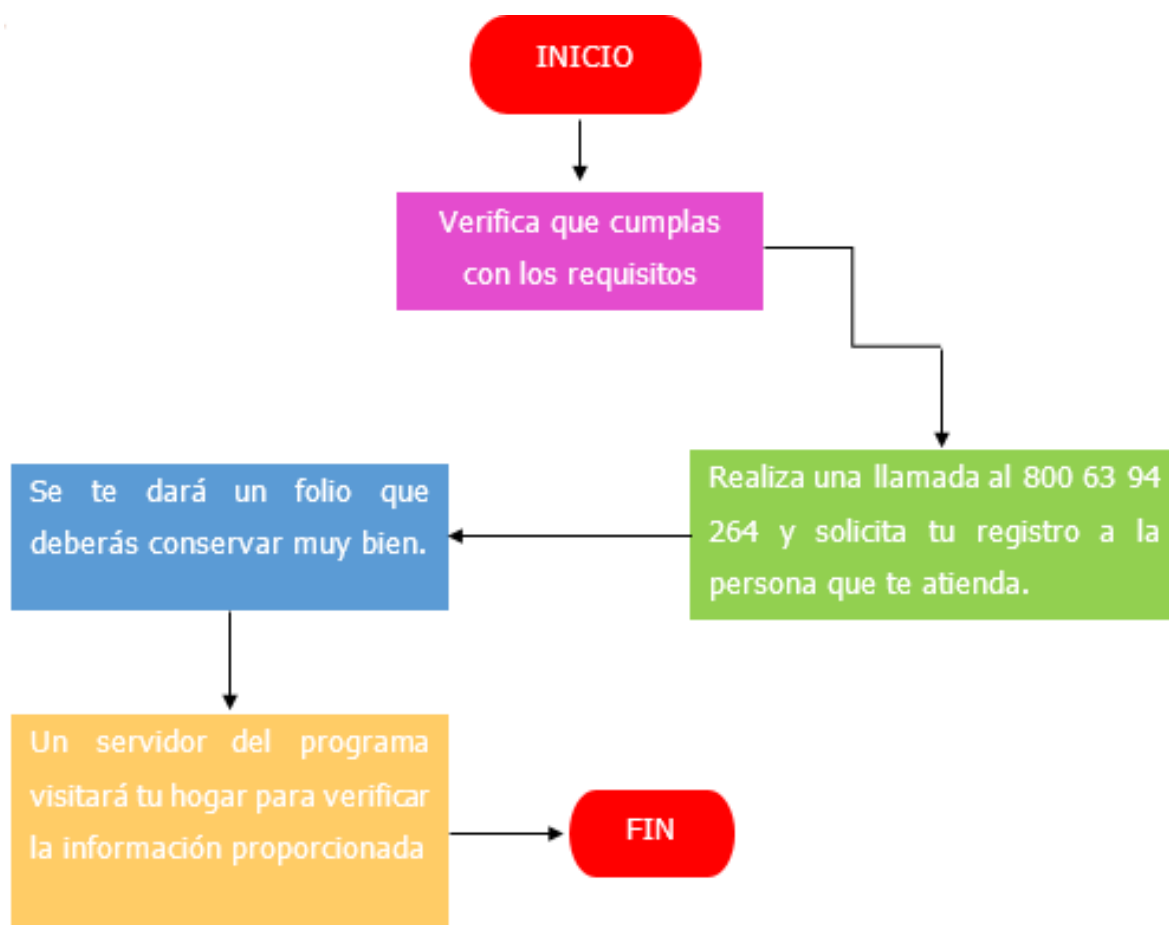 INICIO
Verifica que cumplas
con los requisitos
Realiza una llamada al 800 63 94
264 y solicita tu registro a la
persona que te atienda.
Se te dará un folio que
deberás conservar muy bien.
Un servidor del programa
visitará tu hogar para verificar
la información proporcionada
FIN